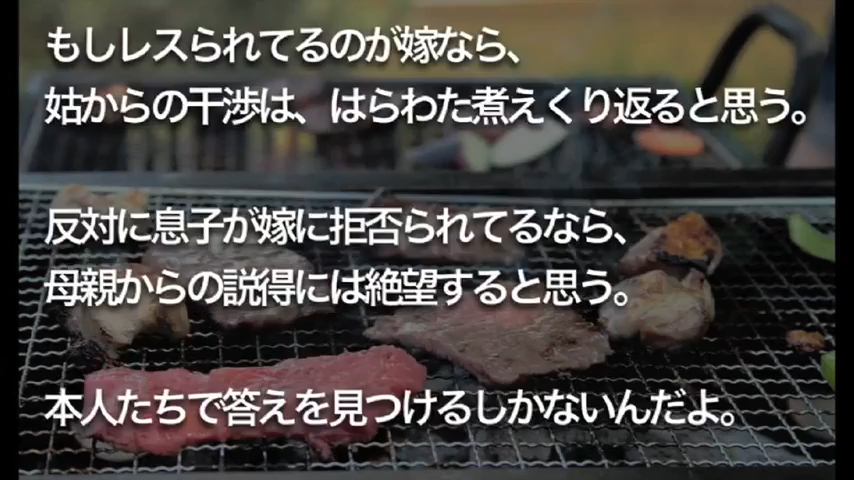 もしレスられてるのが嫁なら、
姑からの干渉は、はらわた煮えくり返ると思う。
反対に息子が嫁に拒否られてるなら、
母親からの説得には絶望すると思う。
本人たちで答えを見つけるしかないんだよ。